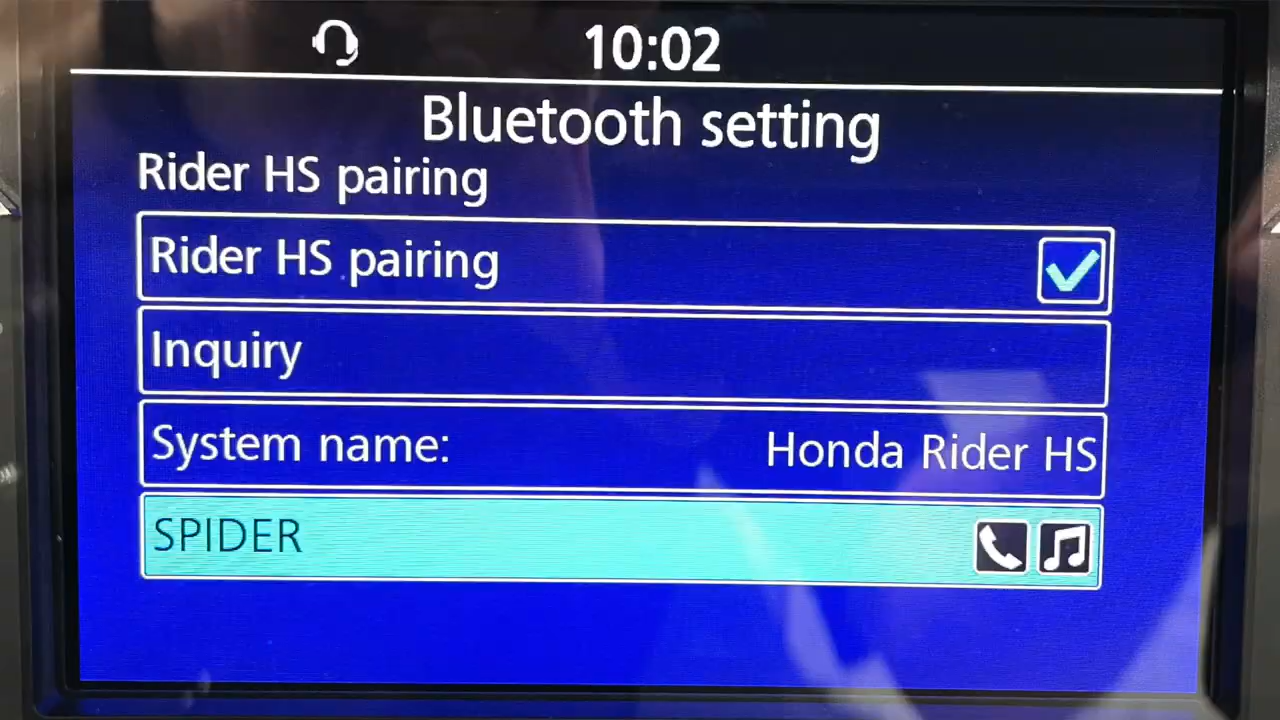 10:02
Bluetooth setting
Rider HS pairing
Rider HS pairing
Inquiry
System name: Honda Rider HS
SPIDER